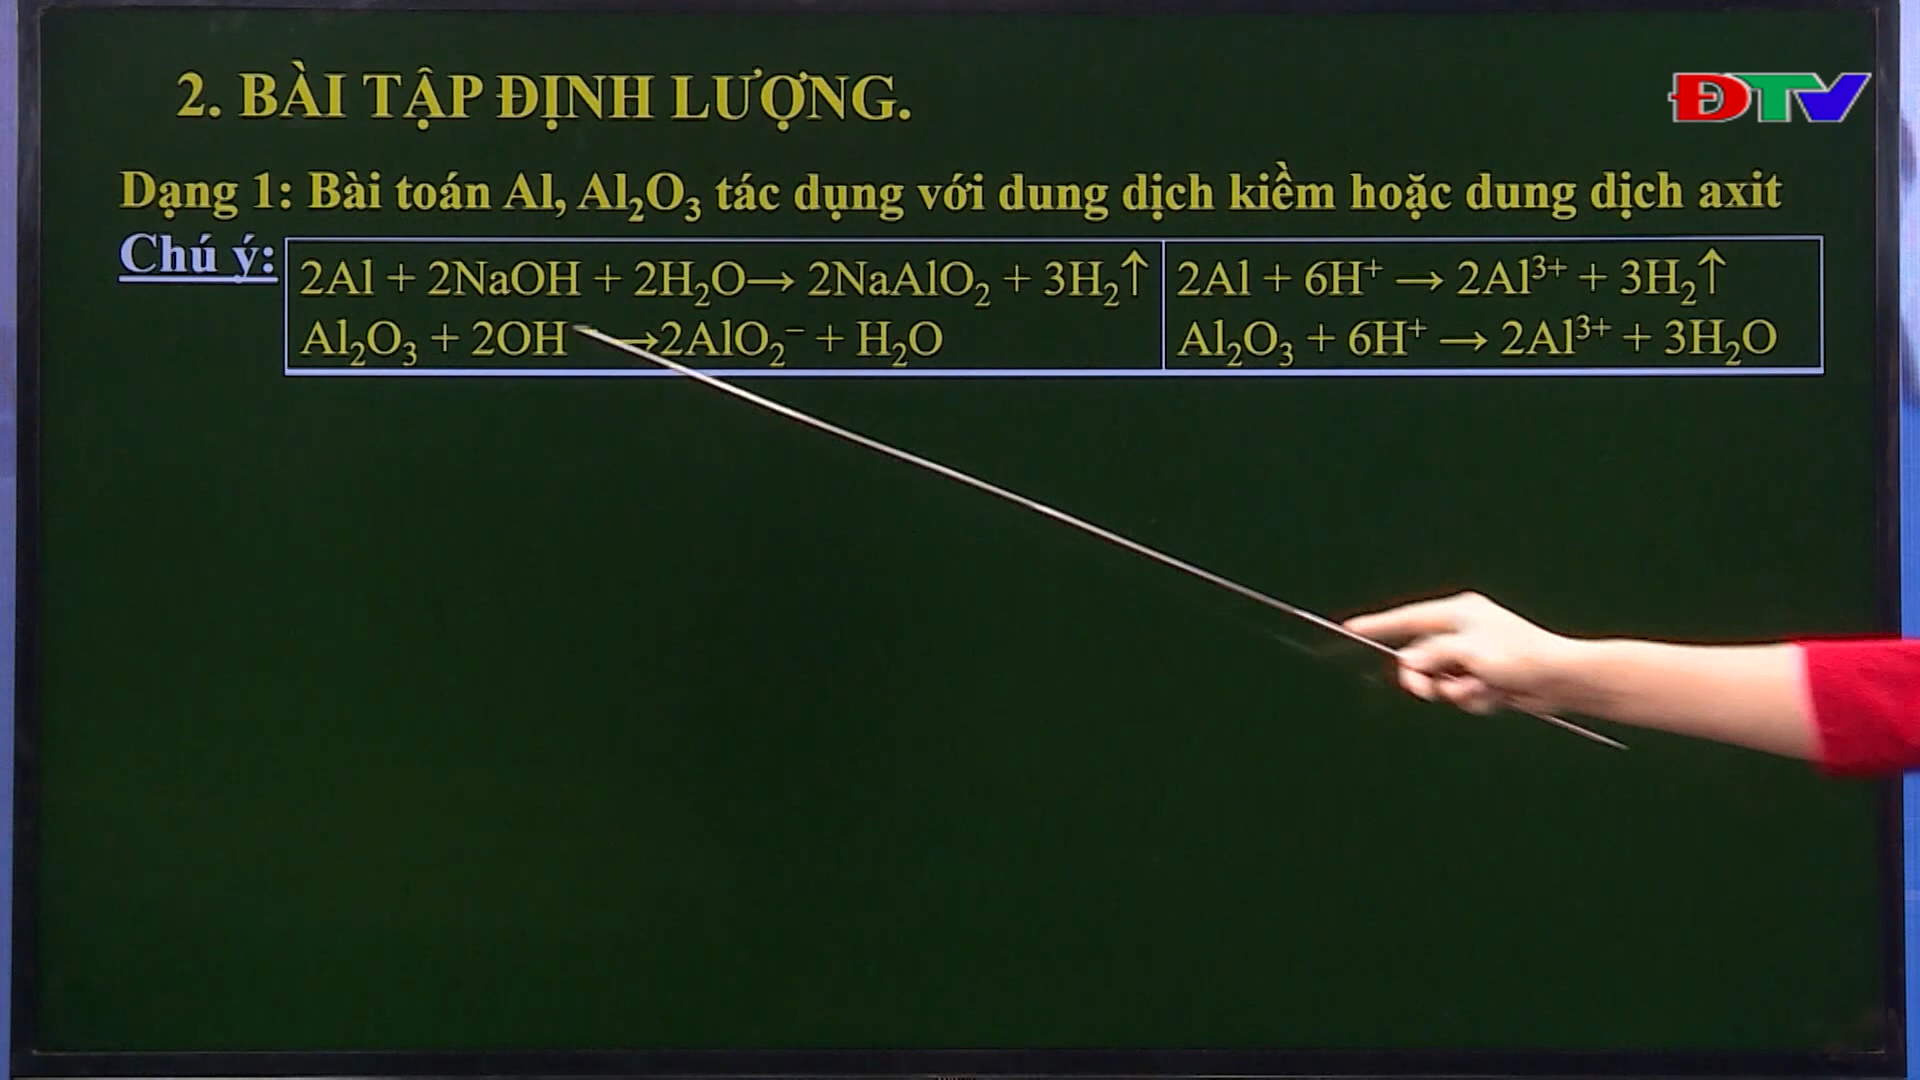 2. BÀI TẬP ĐỊNH LƯỢNG.
ĐTV
Dạng 1: Bài toán Al, Al₂O₃ tác dụng với dung dịch kiềm hoặc dung dịch axit
Chú ý:
2Al + 2NaOH + 2H₂O→ 2NaAlO₂ + 3H₂↑
Al₂O₃ + 2OH⁻ →2AlO₂⁻ + H₂O
2Al + 6H⁺ → 2Al³⁺ + 3H₂↑
Al₂O₃ + 6H⁺ → 2Al³⁺ + 3H₂O